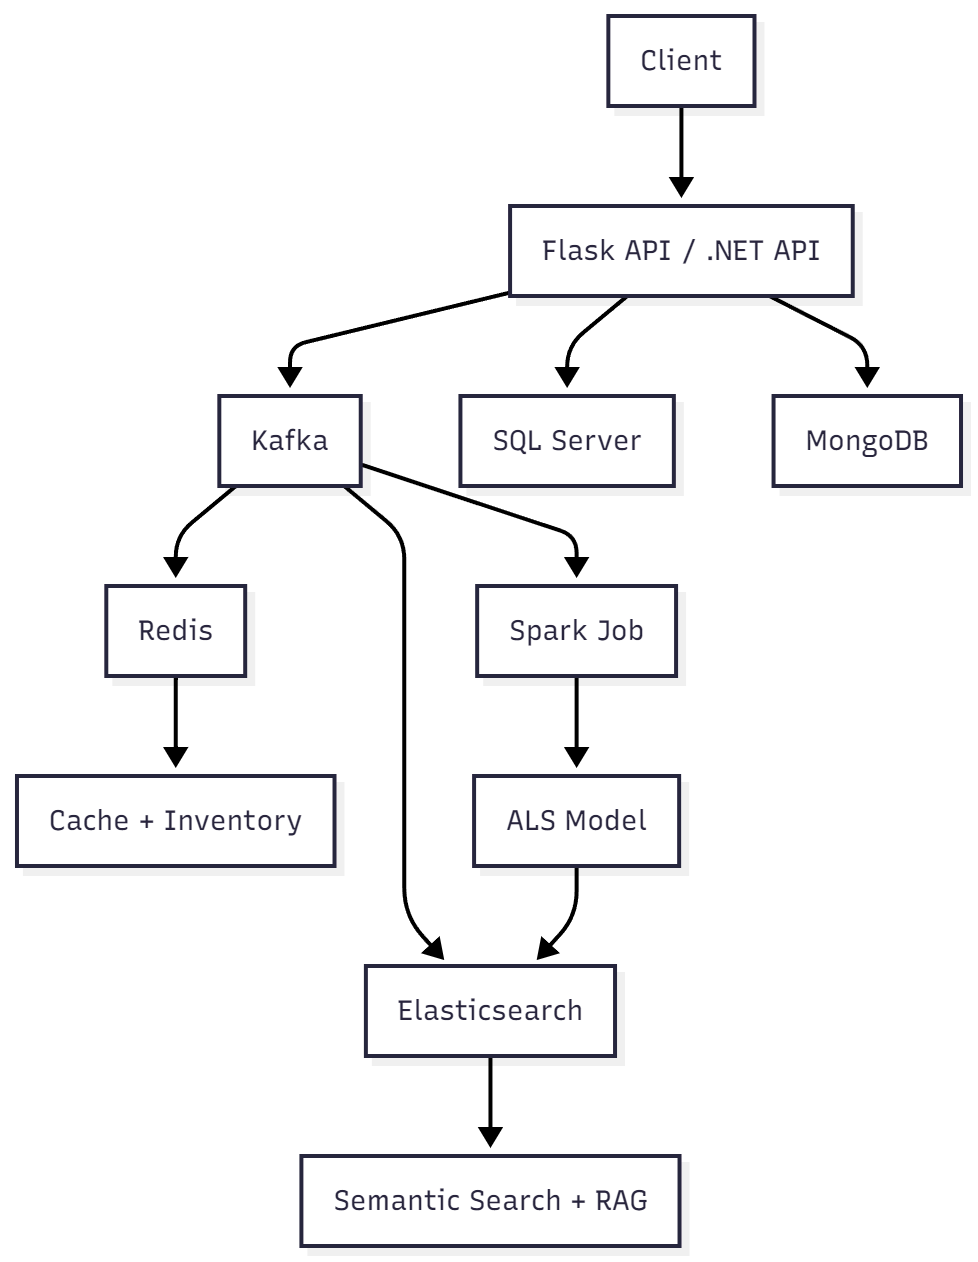 Client
Flask API / .NET API
Kafka
SQL Server
MongoDB
Redis
Spark Job
Cache + Inventory
ALS Model
Elasticsearch
Semantic Search + RAG